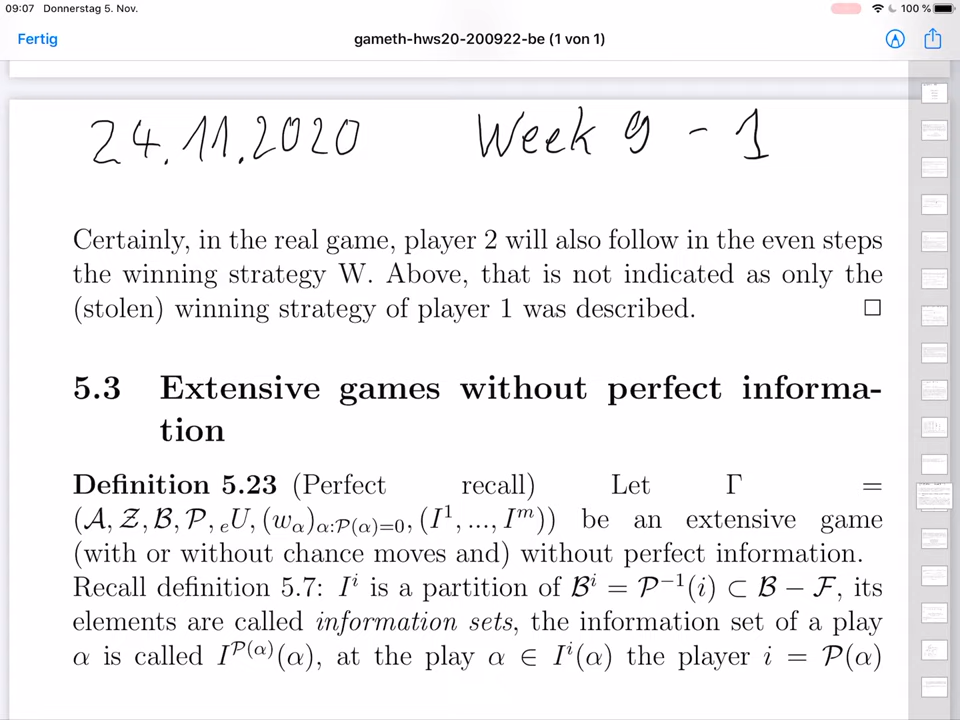 09:07 Donnerstag 5. Nov. 100 %
Fertig gameth-hws20-200922-be (1 von 1)
24.11.2020 Week 9 - 1
Certainly, in the real game, player 2 will also follow in the even steps
the winning strategy W. Above, that is not indicated as only the
(stolen) winning strategy of player 1 was described. □
5.3 Extensive games without perfect informa-
tion
Definition 5.23 (Perfect recall) Let Γ =
(𝒜, 𝒵, ℬ, 𝒫, ₑU, (w_α)_{α:𝒫(α)=0}, (I¹, ..., Iᵐ)) be an extensive game
(with or without chance moves and) without perfect information.
Recall definition 5.7: Iⁱ is a partition of ℬⁱ = 𝒫⁻¹(i) ⊂ ℬ − ℱ, its
elements are called information sets, the information set of a play
α is called I^{𝒫(α)}(α), at the play α ∈ Iⁱ(α) the player i = 𝒫(α)